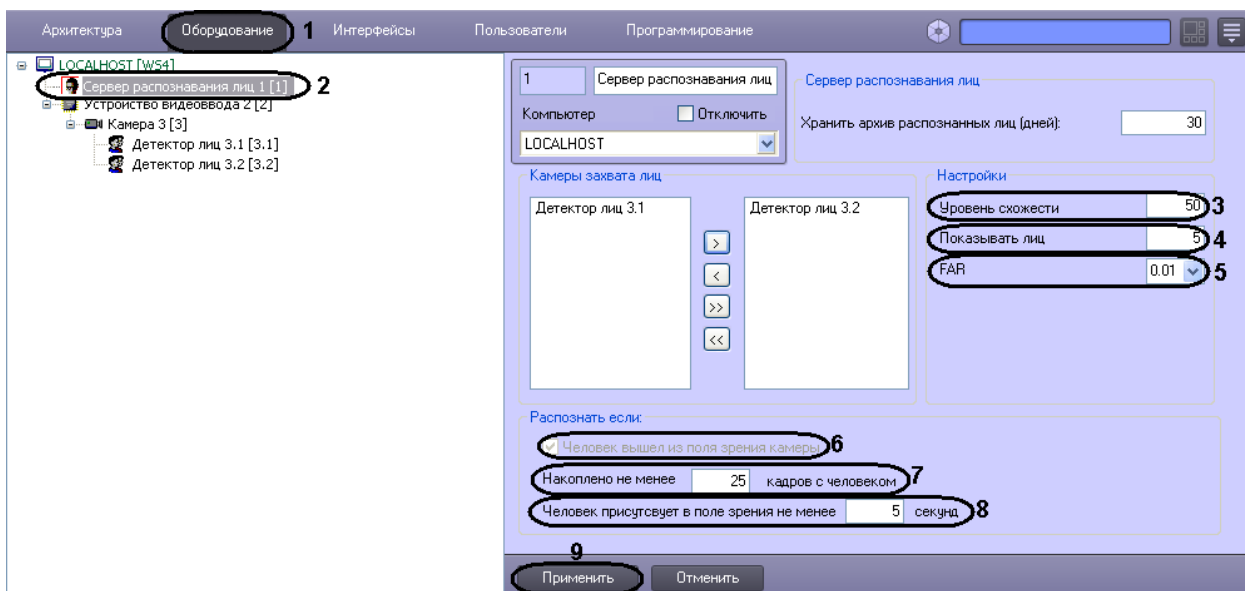 Архитектура Оборудование 1 Интерфейсы Пользователи Программирование
LOCALHOST [WS4]
Сервер распознавания лиц 1 [1] 2
Устройство видеоввода 2 [2]
Камера 3 [3]
Детектор лиц 3.1 [3.1]
Детектор лиц 3.2 [3.2]
1 Сервер распознавания лиц
Компьютер Отключить
LOCALHOST
Сервер распознавания лиц
Хранить архив распознанных лиц (дней): 30
Камеры захвата лиц
Детектор лиц 3.1
>
<
>>
<<
Детектор лиц 3.2
Настройки
Уровень схожести 50 3
Показывать лиц 5 4
FAR 0.01 5
Распознать если:
Человек вышел из поля зрения камеры 6
Накоплено не менее 25 кадров с человеком 7
Человек присутсвует в поле зрения не менее 5 секунд 8
9
Применить Отменить